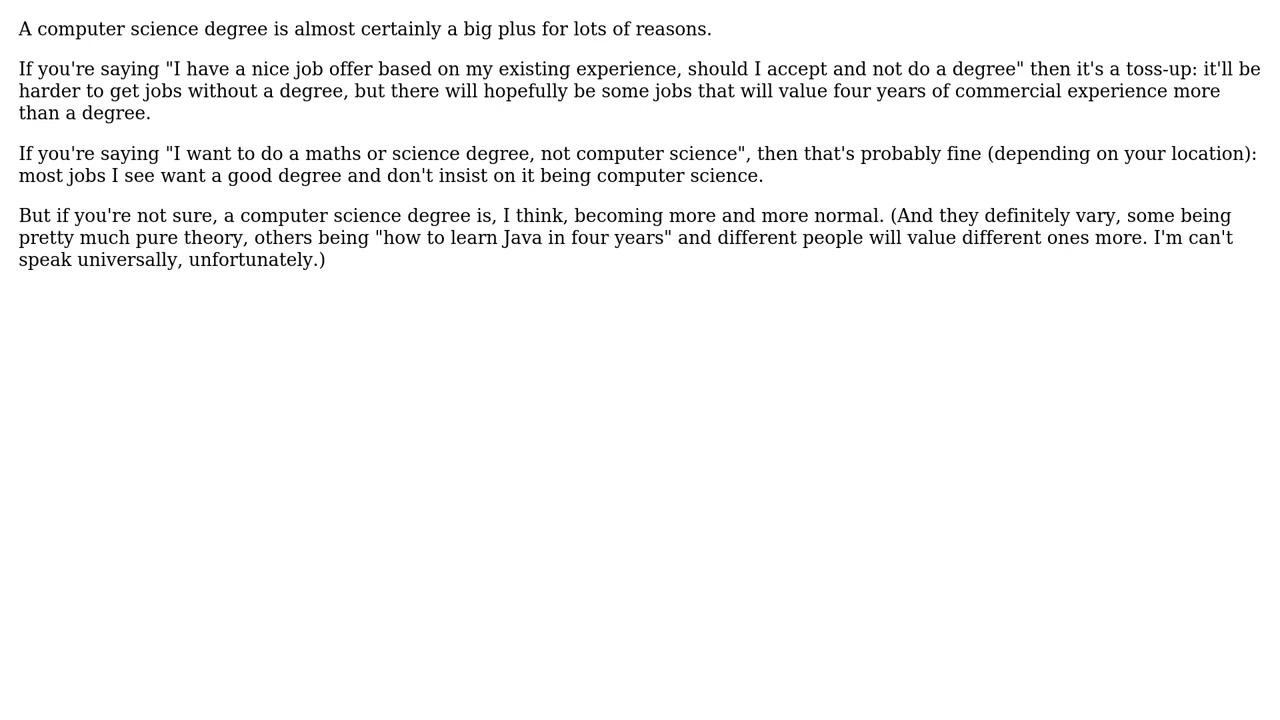 A computer science degree is almost certainly a big plus for lots of reasons.
If you're saying "I have a nice job offer based on my existing experience, should I accept and not do a degree" then it's a toss-up: it'll be
harder to get jobs without a degree, but there will hopefully be some jobs that will value four years of commercial experience more
than a degree.
If you're saying "I want to do a maths or science degree, not computer science", then that's probably fine (depending on your location):
most jobs I see want a good degree and don't insist on it being computer science.
But if you're not sure, a computer science degree is, I think, becoming more and more normal. (And they definitely vary, some being
pretty much pure theory, others being "how to learn Java in four years" and different people will value different ones more. I'm can't
speak universally, unfortunately.)